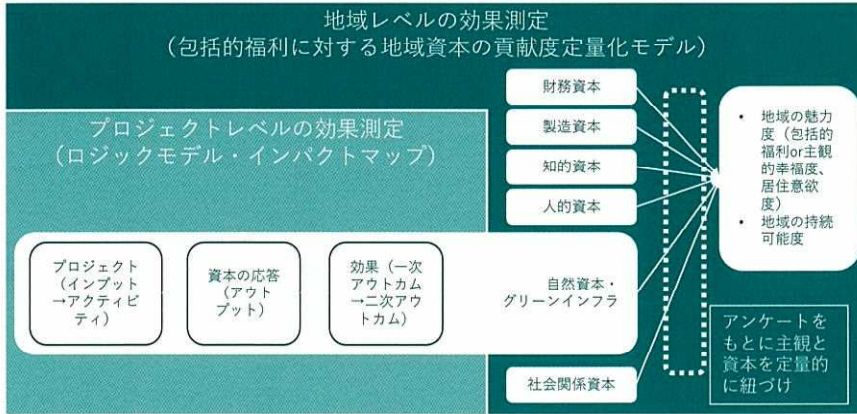 地域レベルの効果測定
（包括的福利に対する地域資本の貢献度定量化モデル）
プロジェクトレベルの効果測定
（ロジックモデル・インパクトマップ）
財務資本
製造資本
知的資本
人的資本
プロジェクト
（インプット
→アクティビ
ティ）
資本の応答
（アウト
プット）
効果（一次
アウトカム
→二次アウ
トカム）
自然資本・
グリーンインフラ
社会関係資本
• 地域の魅力
度（包括的
福利or主観
的幸福度、
居住意欲
度）
• 地域の持続
可能度
アンケートを
もとに主観と
資本を定量的
に紐づけ